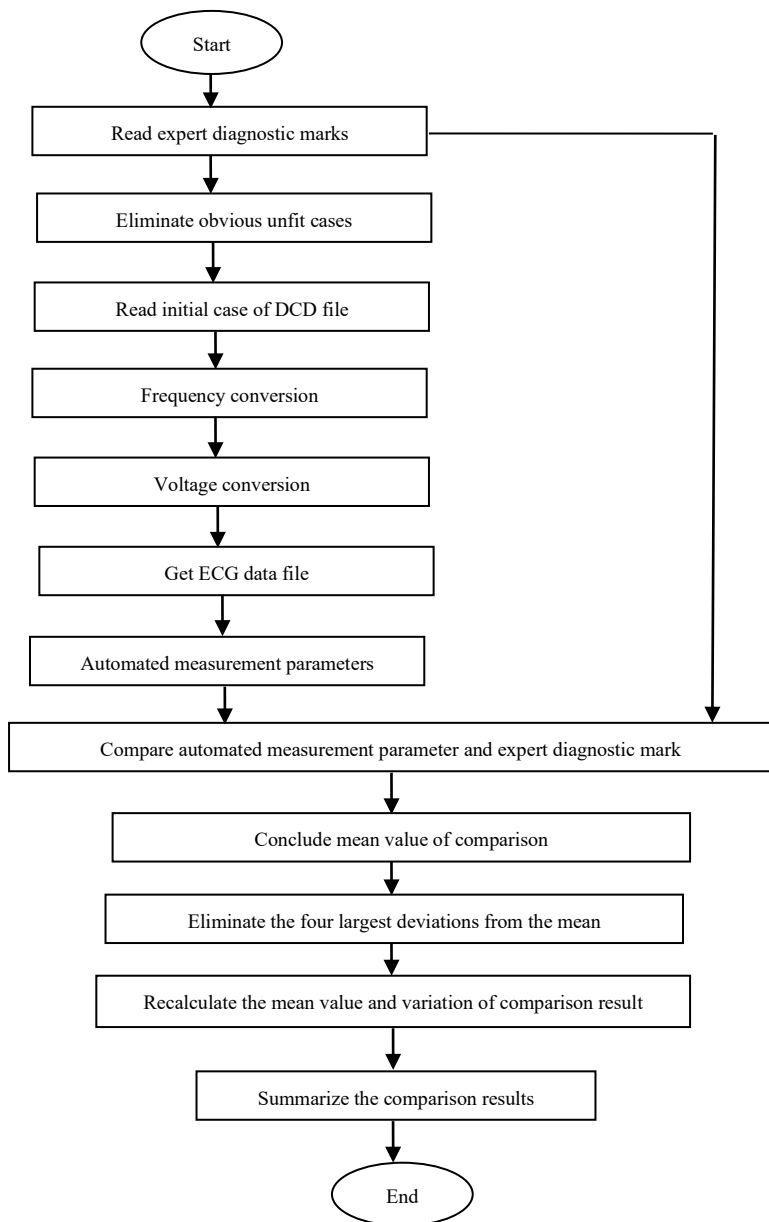 Start
Read expert diagnostic marks
Eliminate obvious unfit cases
Read initial case of DCD file
Frequency conversion
Voltage conversion
Get ECG data file
Automated measurement parameters
Compare automated measurement parameter and expert diagnostic mark
Conclude mean value of comparison
Eliminate the four largest deviations from the mean
Recalculate the mean value and variation of comparison result
Summarize the comparison results
End